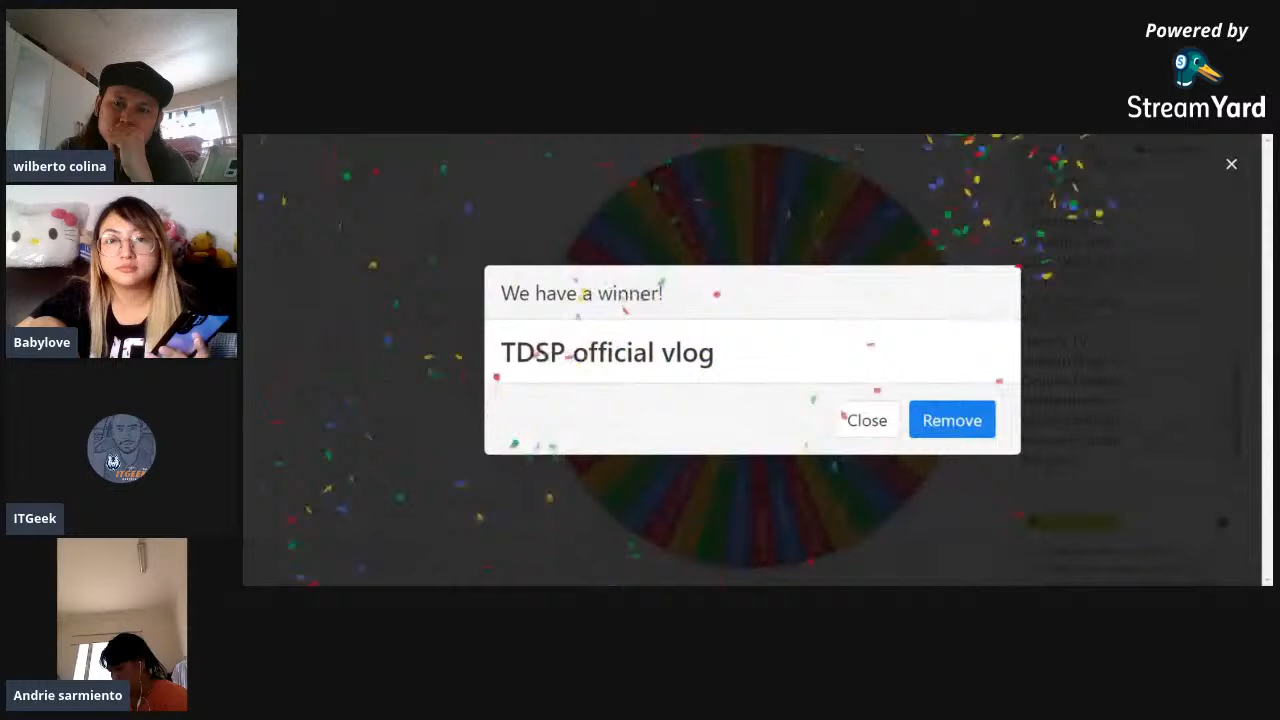 Powered by
StreamYard
wilberto colina
Babylove
ITGeek
Andrie sarmiento
We have a winner!
TDSP official vlog
Close
Remove